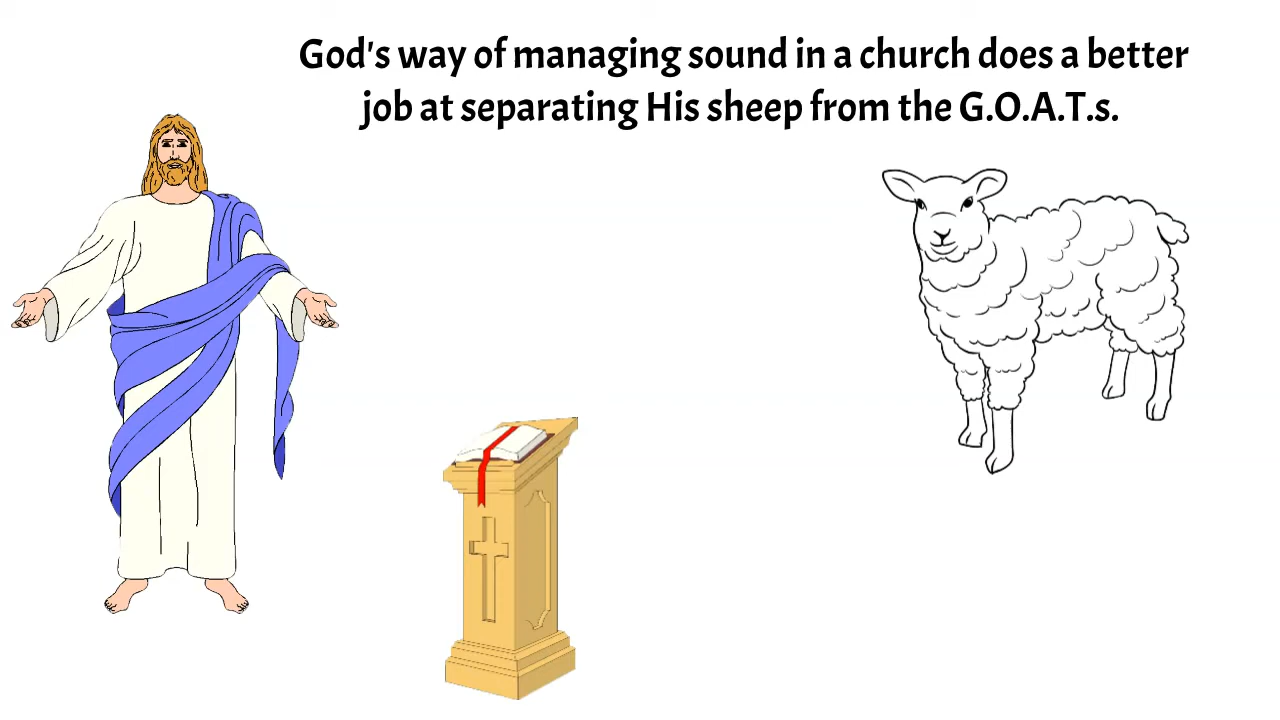 God's way of managing sound in a church does a better
job at separating His sheep from the G.O.A.T.s.